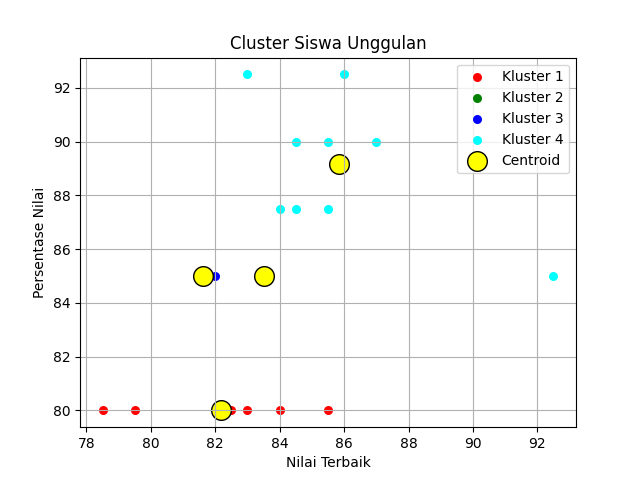 Cluster Siswa Unggulan
Kluster 1
Kluster 2
Kluster 3
Kluster 4
Centroid
92
90
88
86
84
82
80
Persentase Nilai
78
80
82
84
86
88
90
92
Nilai Terbaik